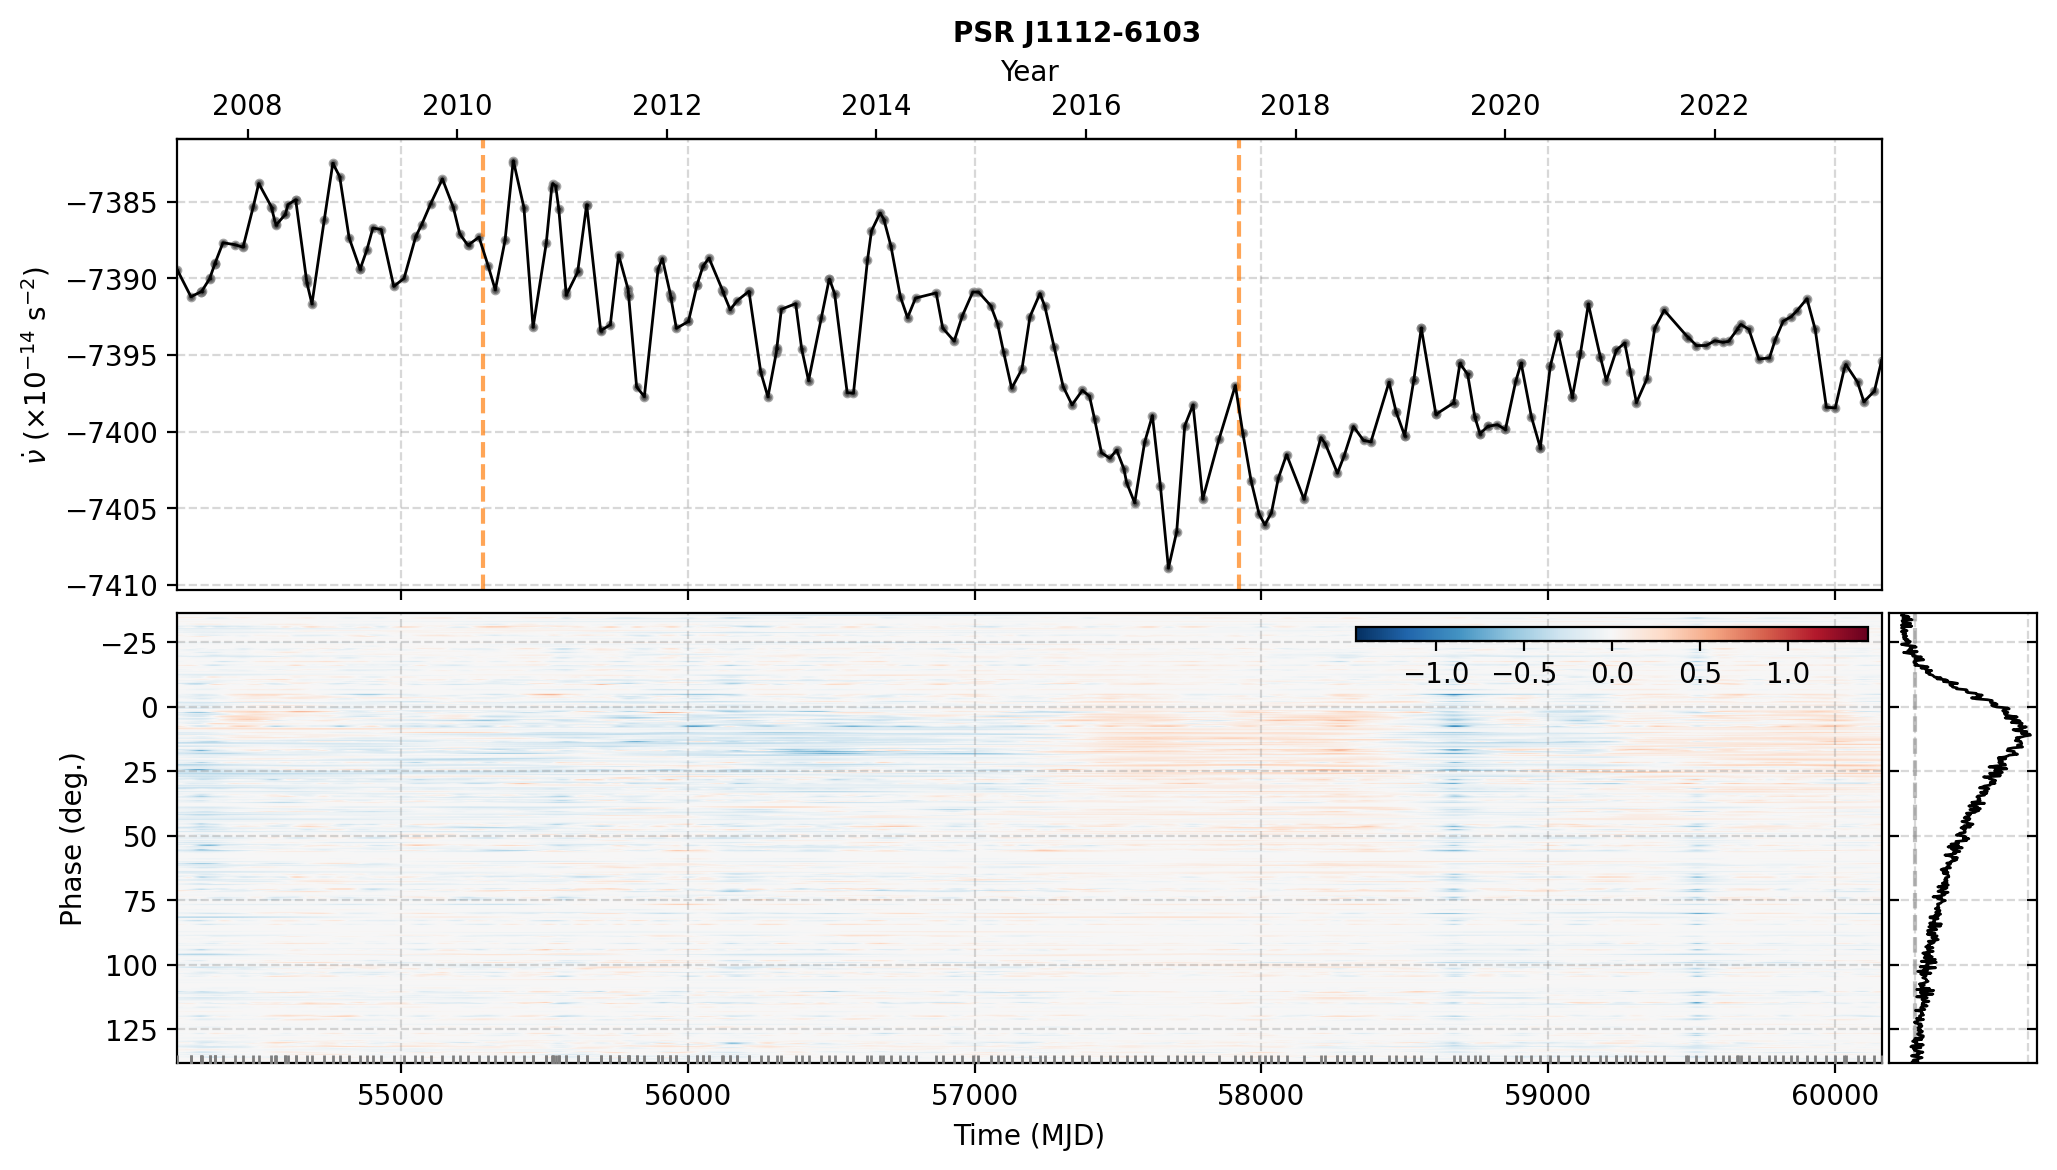 PSR J1112-6103
Year
2008 2010 2012 2014 2016 2018 2020 2022
ν̇ (×10⁻¹⁴ s⁻²)
−7385
−7390
−7395
−7400
−7405
−7410
−1.0 −0.5 0.0 0.5 1.0
Phase (deg.)
−25
0
25
50
75
100
125
55000 56000 57000 58000 59000 60000
Time (MJD)